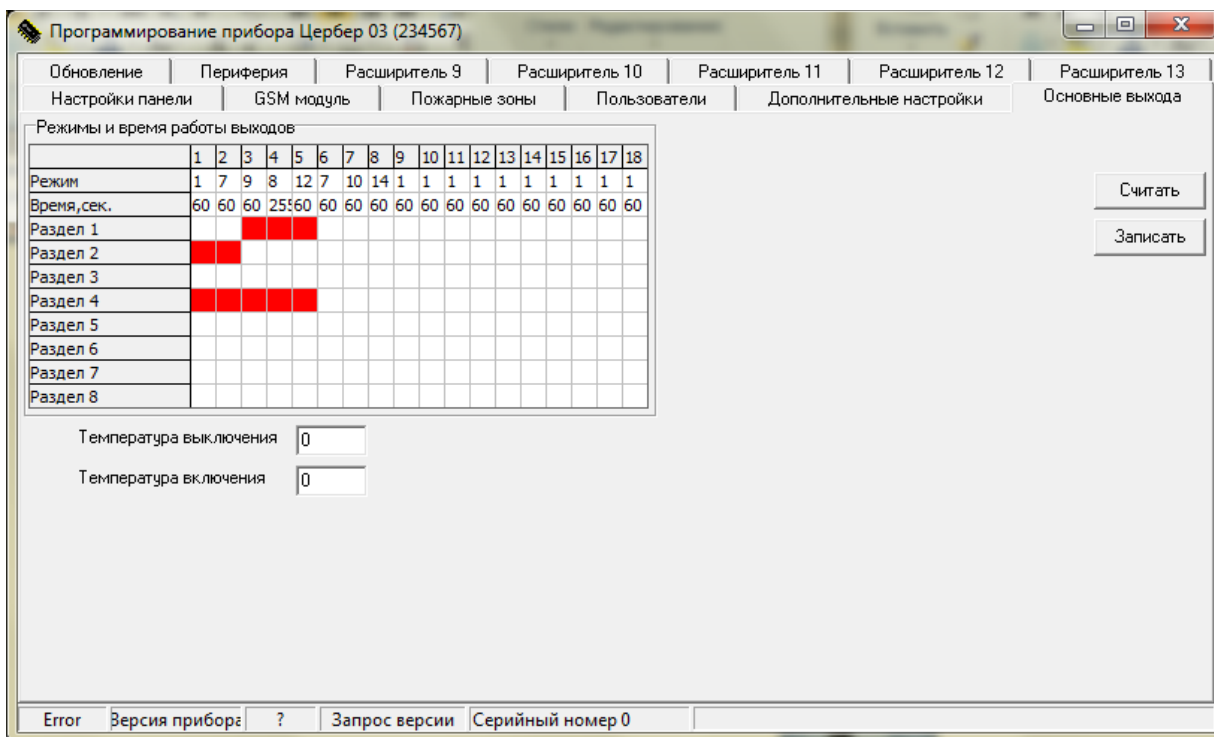 Программирование прибора Цербер 03 (234567)
Обновление Периферия Расширитель 9 Расширитель 10 Расширитель 11 Расширитель 12 Расширитель 13
Настройки панели GSM модуль Пожарные зоны Пользователи Дополнительные настройки Основные выхода
Режимы и время работы выходов
1 2 3 4 5 6 7 8 9 10 11 12 13 14 15 16 17 18
Режим 1 7 9 8 12 7 10 14 1 1 1 1 1 1 1 1 1 1
Время,сек. 60 60 60 255 60 60 60 60 60 60 60 60 60 60 60 60 60 60
Считать
Раздел 1
Записать
Раздел 2
Раздел 3
Раздел 4
Раздел 5
Раздел 6
Раздел 7
Раздел 8
Температура выключения 0
Температура включения 0
Error Версия прибора ? Запрос версии Серийный номер 0